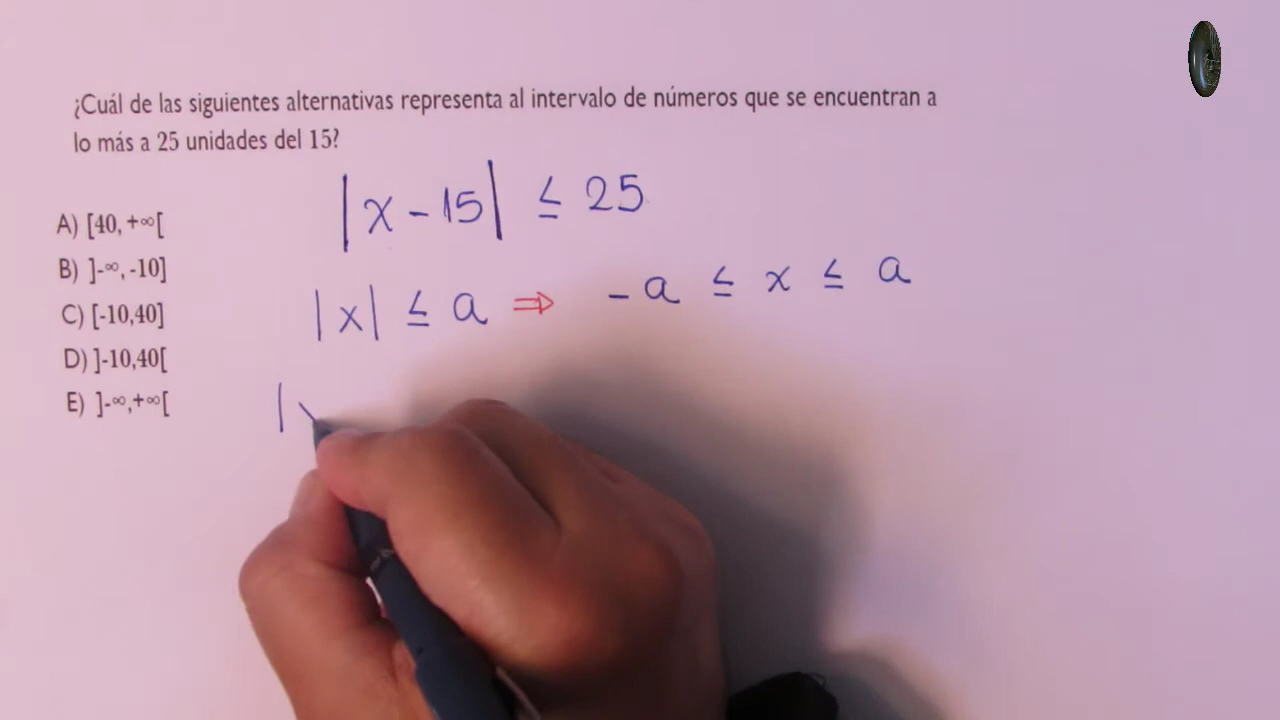 ¿Cuál de las siguientes alternativas representa al intervalo de números que se encuentran a
lo más a 25 unidades del 15?
|x - 15| ≤ 25
A) [40, +∞[
B) ]-∞, -10]
|x| ≤ a ⇒ -a ≤ x ≤ a
C) [-10,40]
D) ]-10,40[
E) ]-∞,+∞[